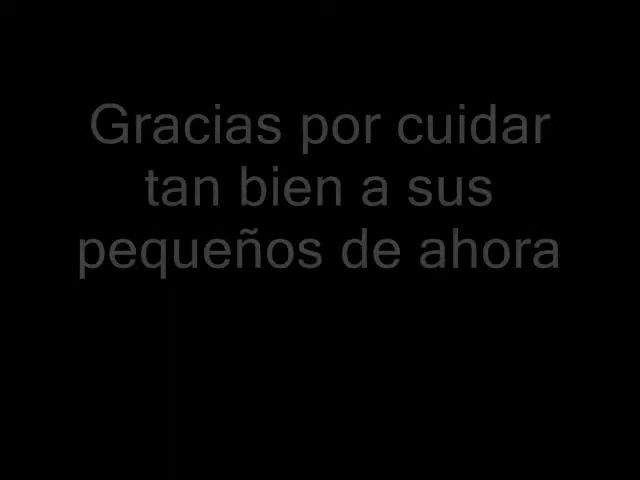 Gracias por cuidar
tan bien a sus
pequeños de ahora